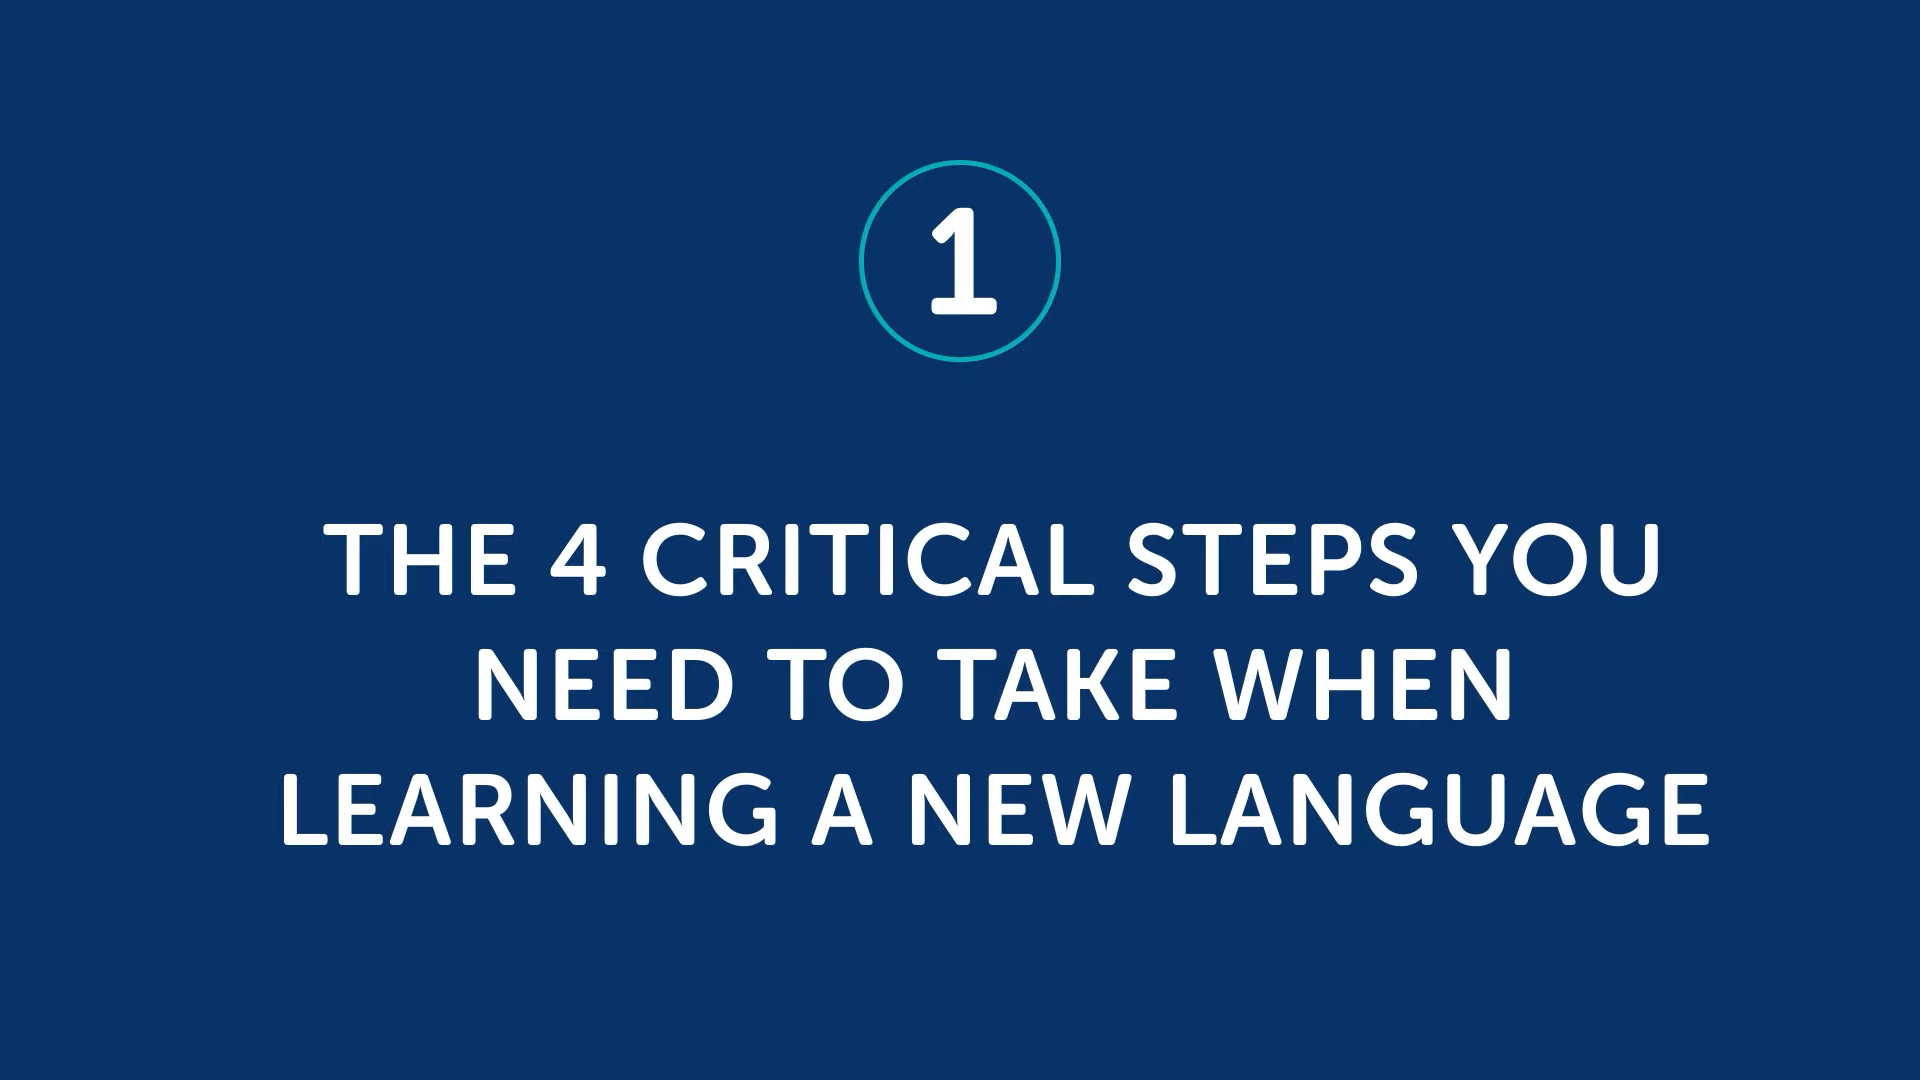 1
THE 4 CRITICAL STEPS YOU
NEED TO TAKE WHEN
LEARNING A NEW LANGUAGE